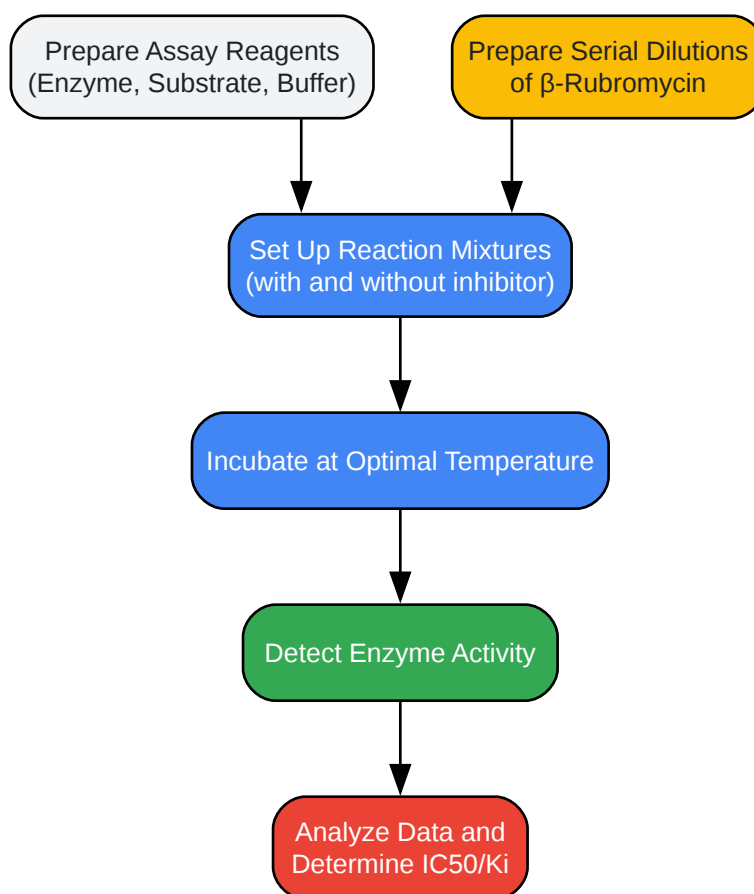 Prepare Assay Reagents
(Enzyme, Substrate, Buffer)
Prepare Serial Dilutions
of β-Rubromycin
Set Up Reaction Mixtures
(with and without inhibitor)
Incubate at Optimal Temperature
Detect Enzyme Activity
Analyze Data and
Determine IC50/Ki